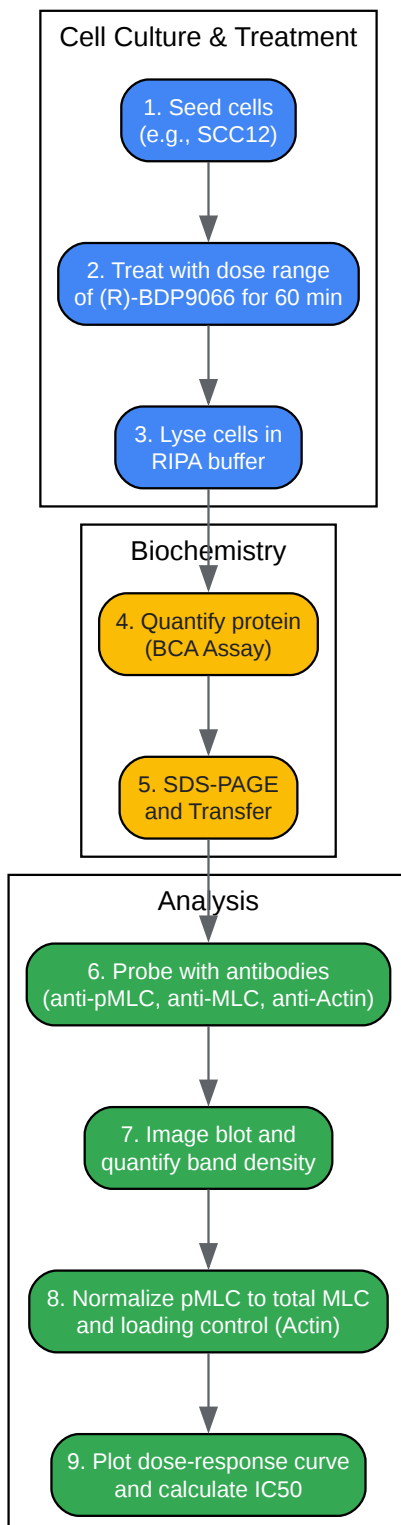 Cell Culture & Treatment
1. Seed cells
(e.g., SCC12)
2. Treat with dose range
of (R)-BDP9066 for 60 min
3. Lyse cells in
RIPA buffer
Biochemistry
4. Quantify protein
(BCA Assay)
5. SDS-PAGE
and Transfer
Analysis
6. Probe with antibodies
(anti-pMLC, anti-MLC, anti-Actin)
7. Image blot and
quantify band density
8. Normalize pMLC to total MLC
and loading control (Actin)
9. Plot dose-response curve
and calculate IC50